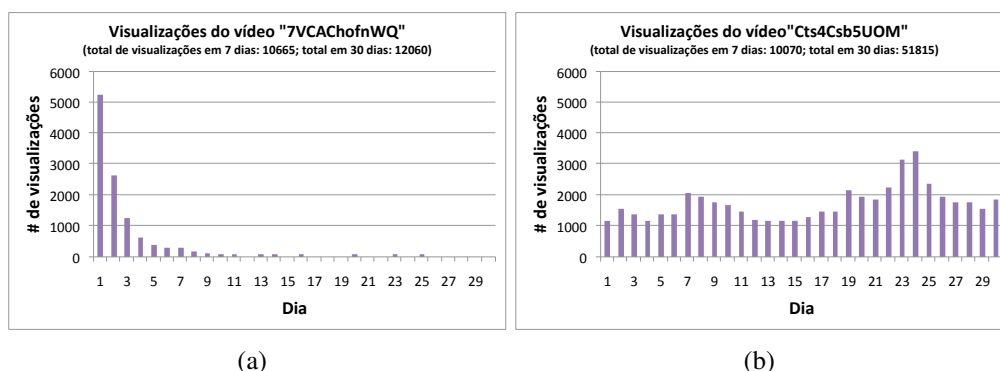 Visualizações do vídeo "7VCAChofnWQ"
(total de visualizações em 7 dias: 10665; total em 30 dias: 12060)
# de visualizações
6000
5000
4000
3000
2000
1000
0
1 3 5 7 9 11 13 15 17 19 21 23 25 27 29
Dia
(a)
Visualizações do vídeo"Cts4Csb5UOM"
(total de visualizações em 7 dias: 10070; total em 30 dias: 51815)
# de visualizações
6000
5000
4000
3000
2000
1000
0
1 3 5 7 9 11 13 15 17 19 21 23 25 27 29
Dia
(b)